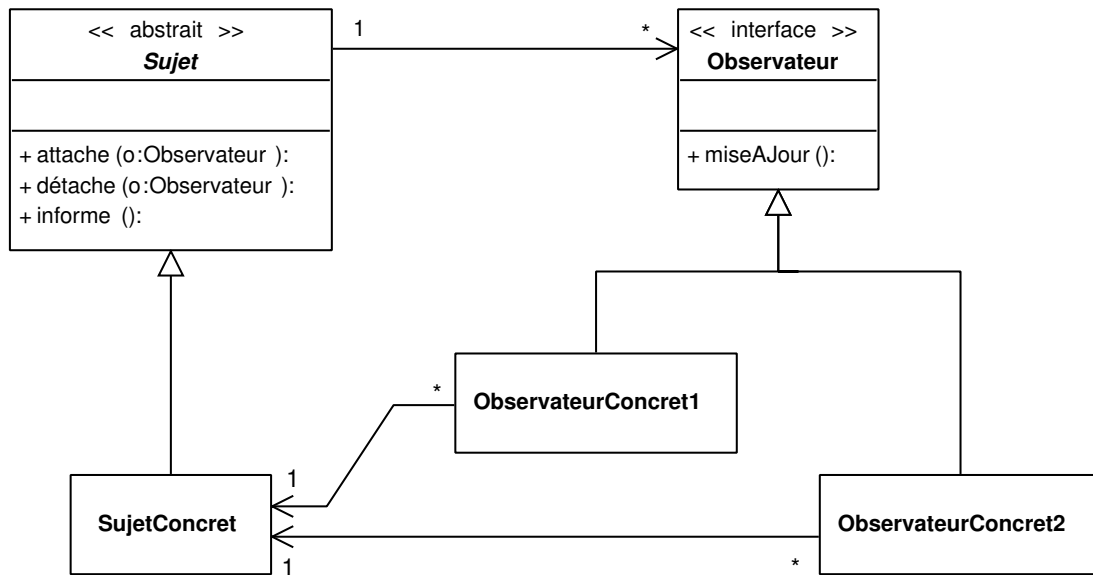 << abstrait >>
Sujet
+ attache (o:Observateur ):
+ détache (o:Observateur ):
+ informe ():
1
*
<< interface >>
Observateur
+ miseAJour ():
*
ObservateurConcret1
1
SujetConcret
1
*
ObservateurConcret2